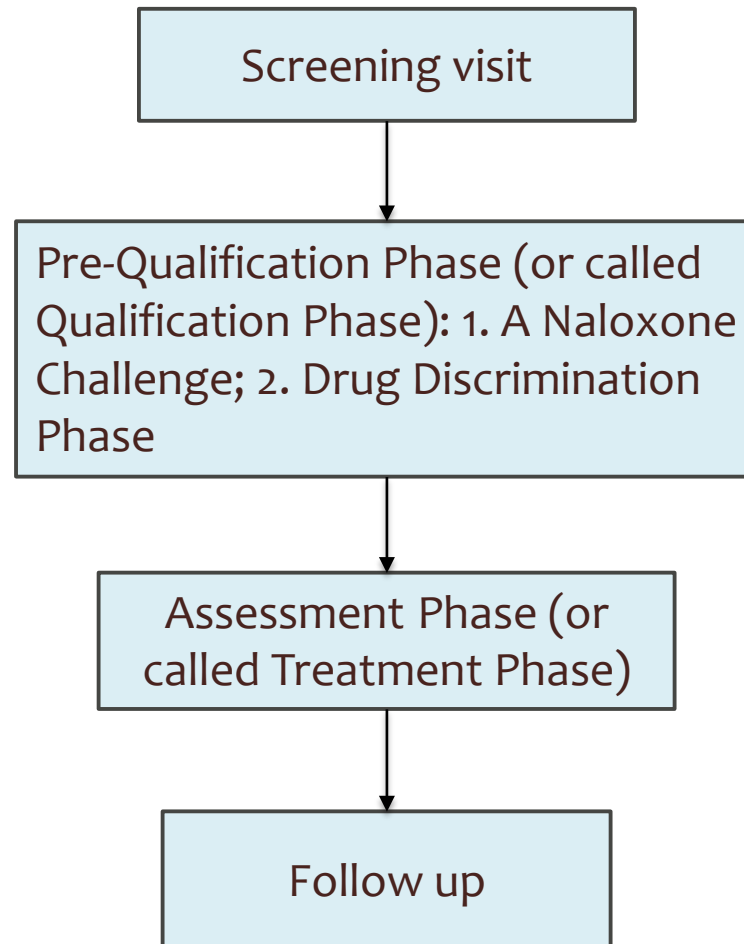 Screening visit
Pre-Qualification Phase (or called
Qualification Phase): 1. A Naloxone
Challenge; 2. Drug Discrimination
Phase
Assessment Phase (or
called Treatment Phase)
Follow up